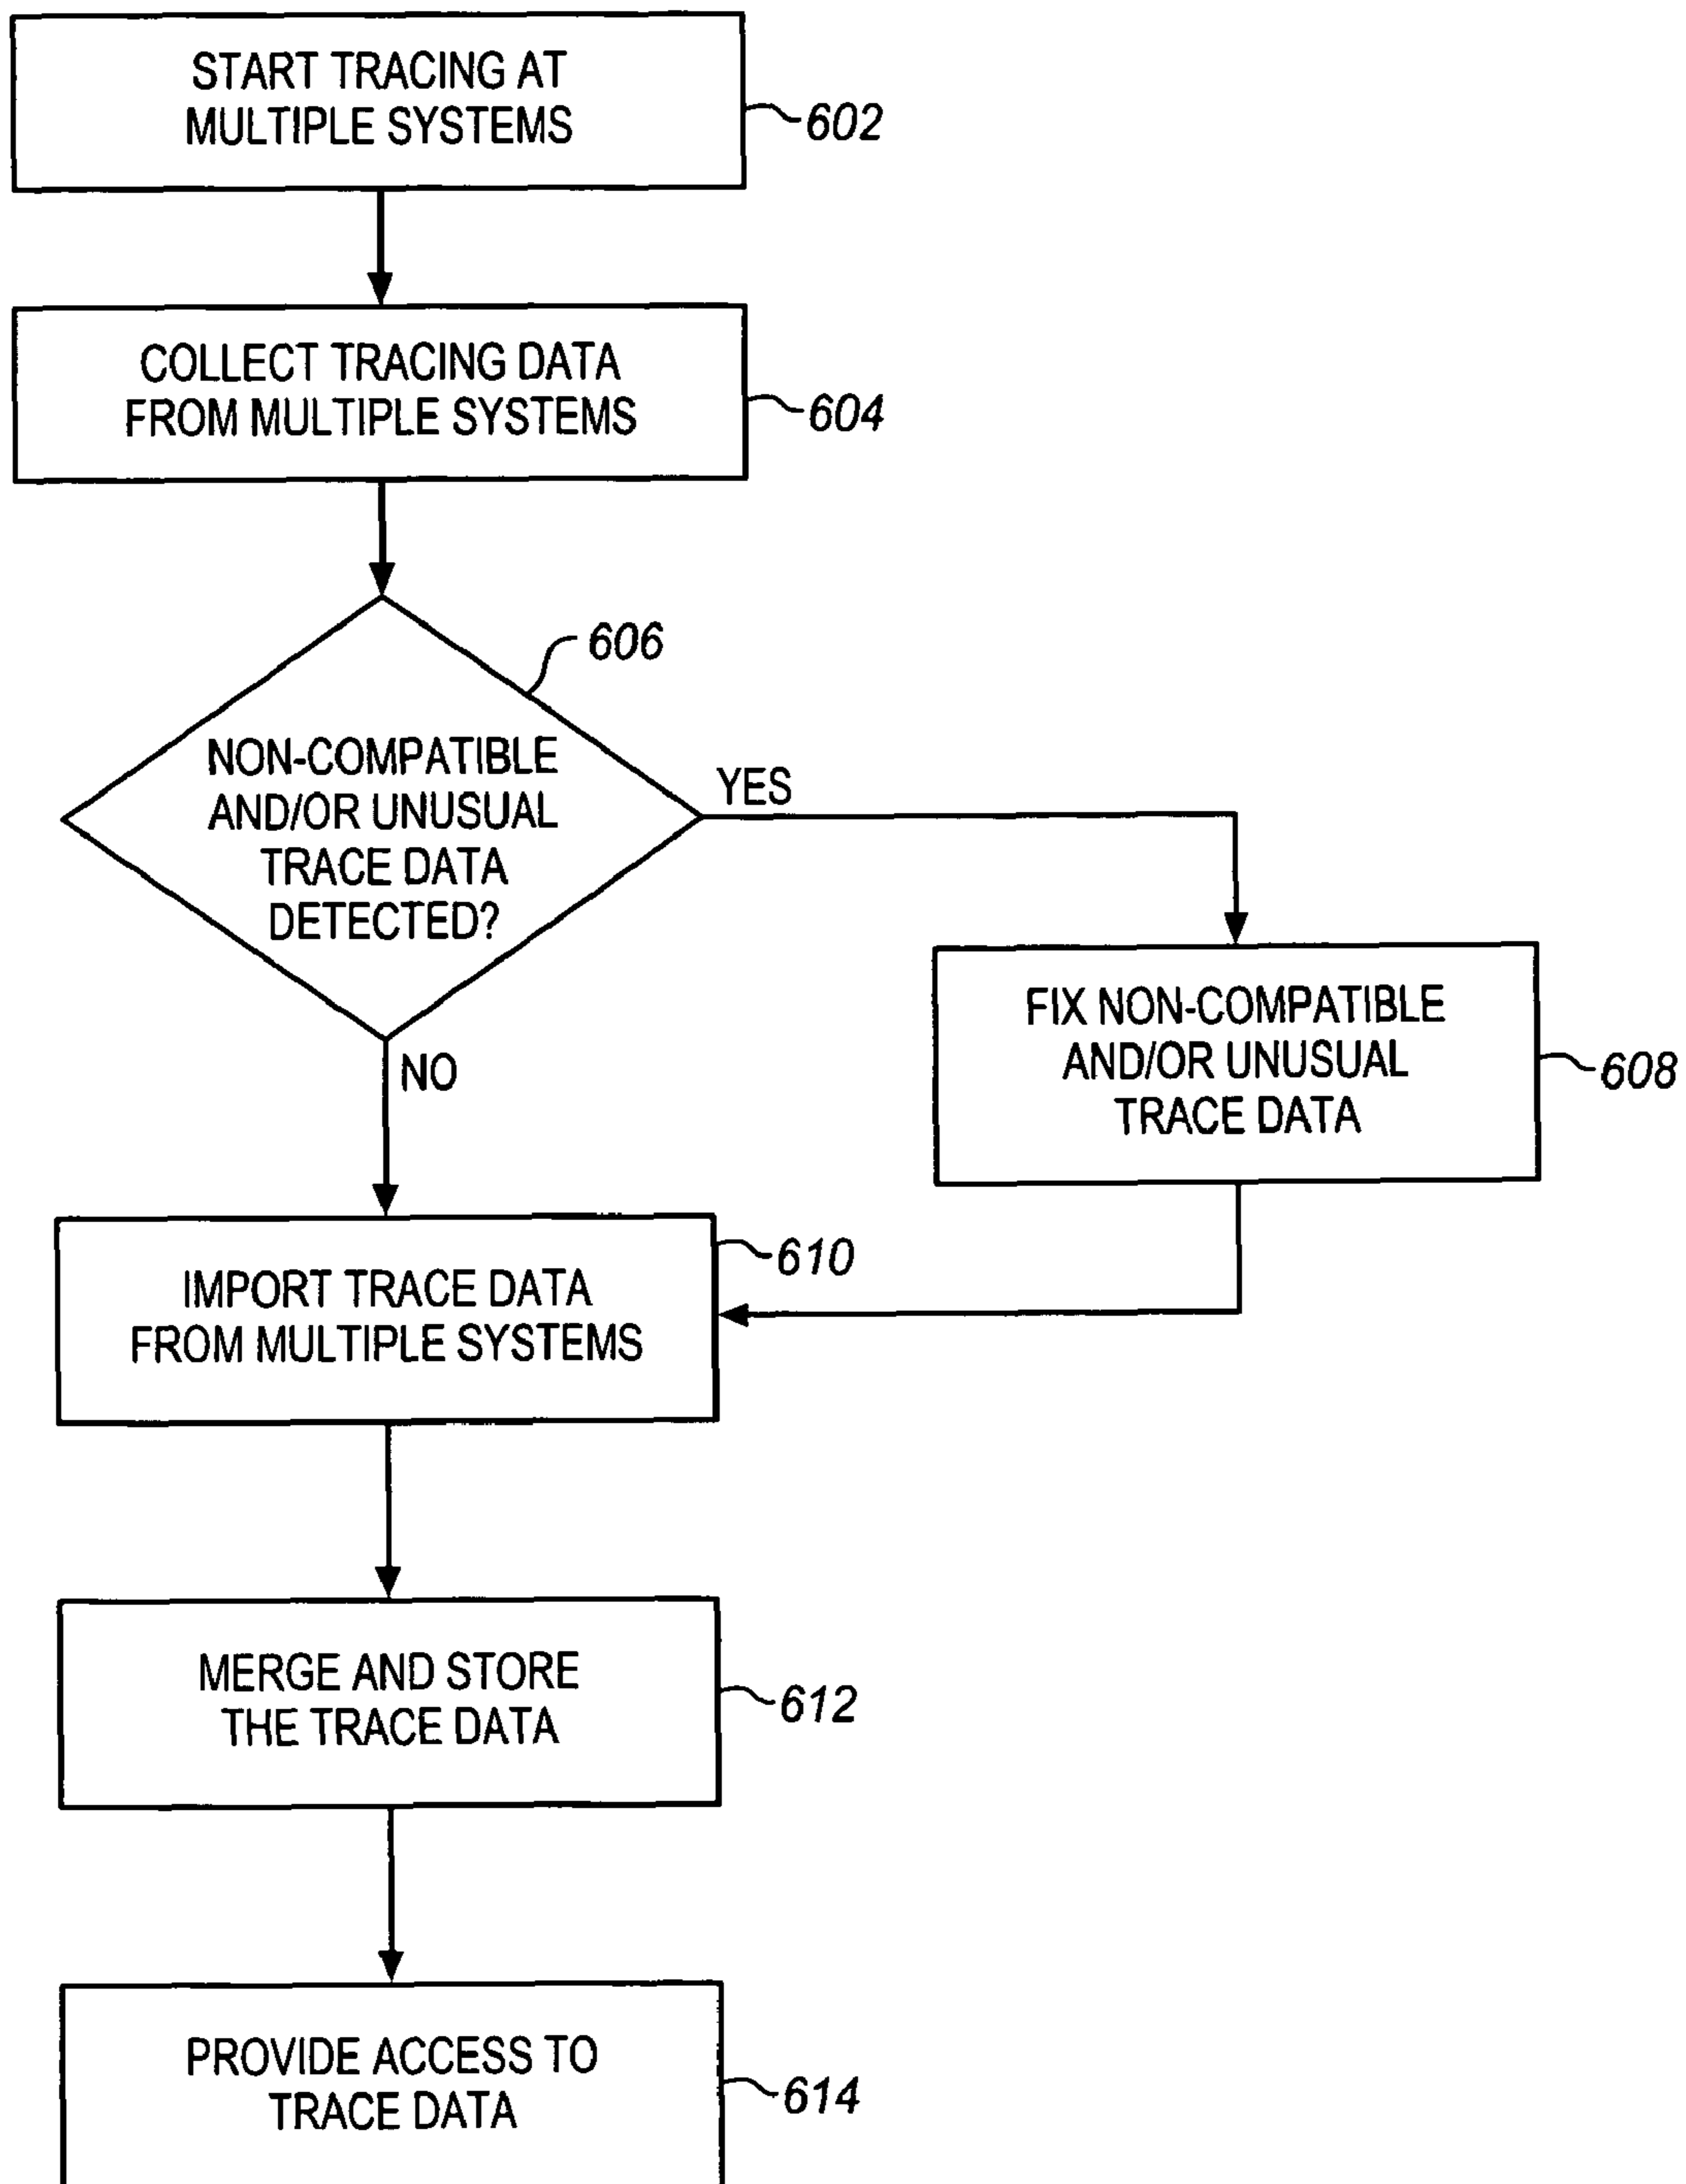 START TRACING AT
MULTIPLE SYSTEMS
602
COLLECT TRACING DATA
FROM MULTIPLE SYSTEMS
604
606
NON-COMPATIBLE
AND/OR UNUSUAL
TRACE DATA
DETECTED?
YES
NO
FIX NON-COMPATIBLE
AND/OR UNUSUAL
TRACE DATA
608
610
IMPORT TRACE DATA
FROM MULTIPLE SYSTEMS
MERGE AND STORE
THE TRACE DATA
612
PROVIDE ACCESS TO
TRACE DATA
614